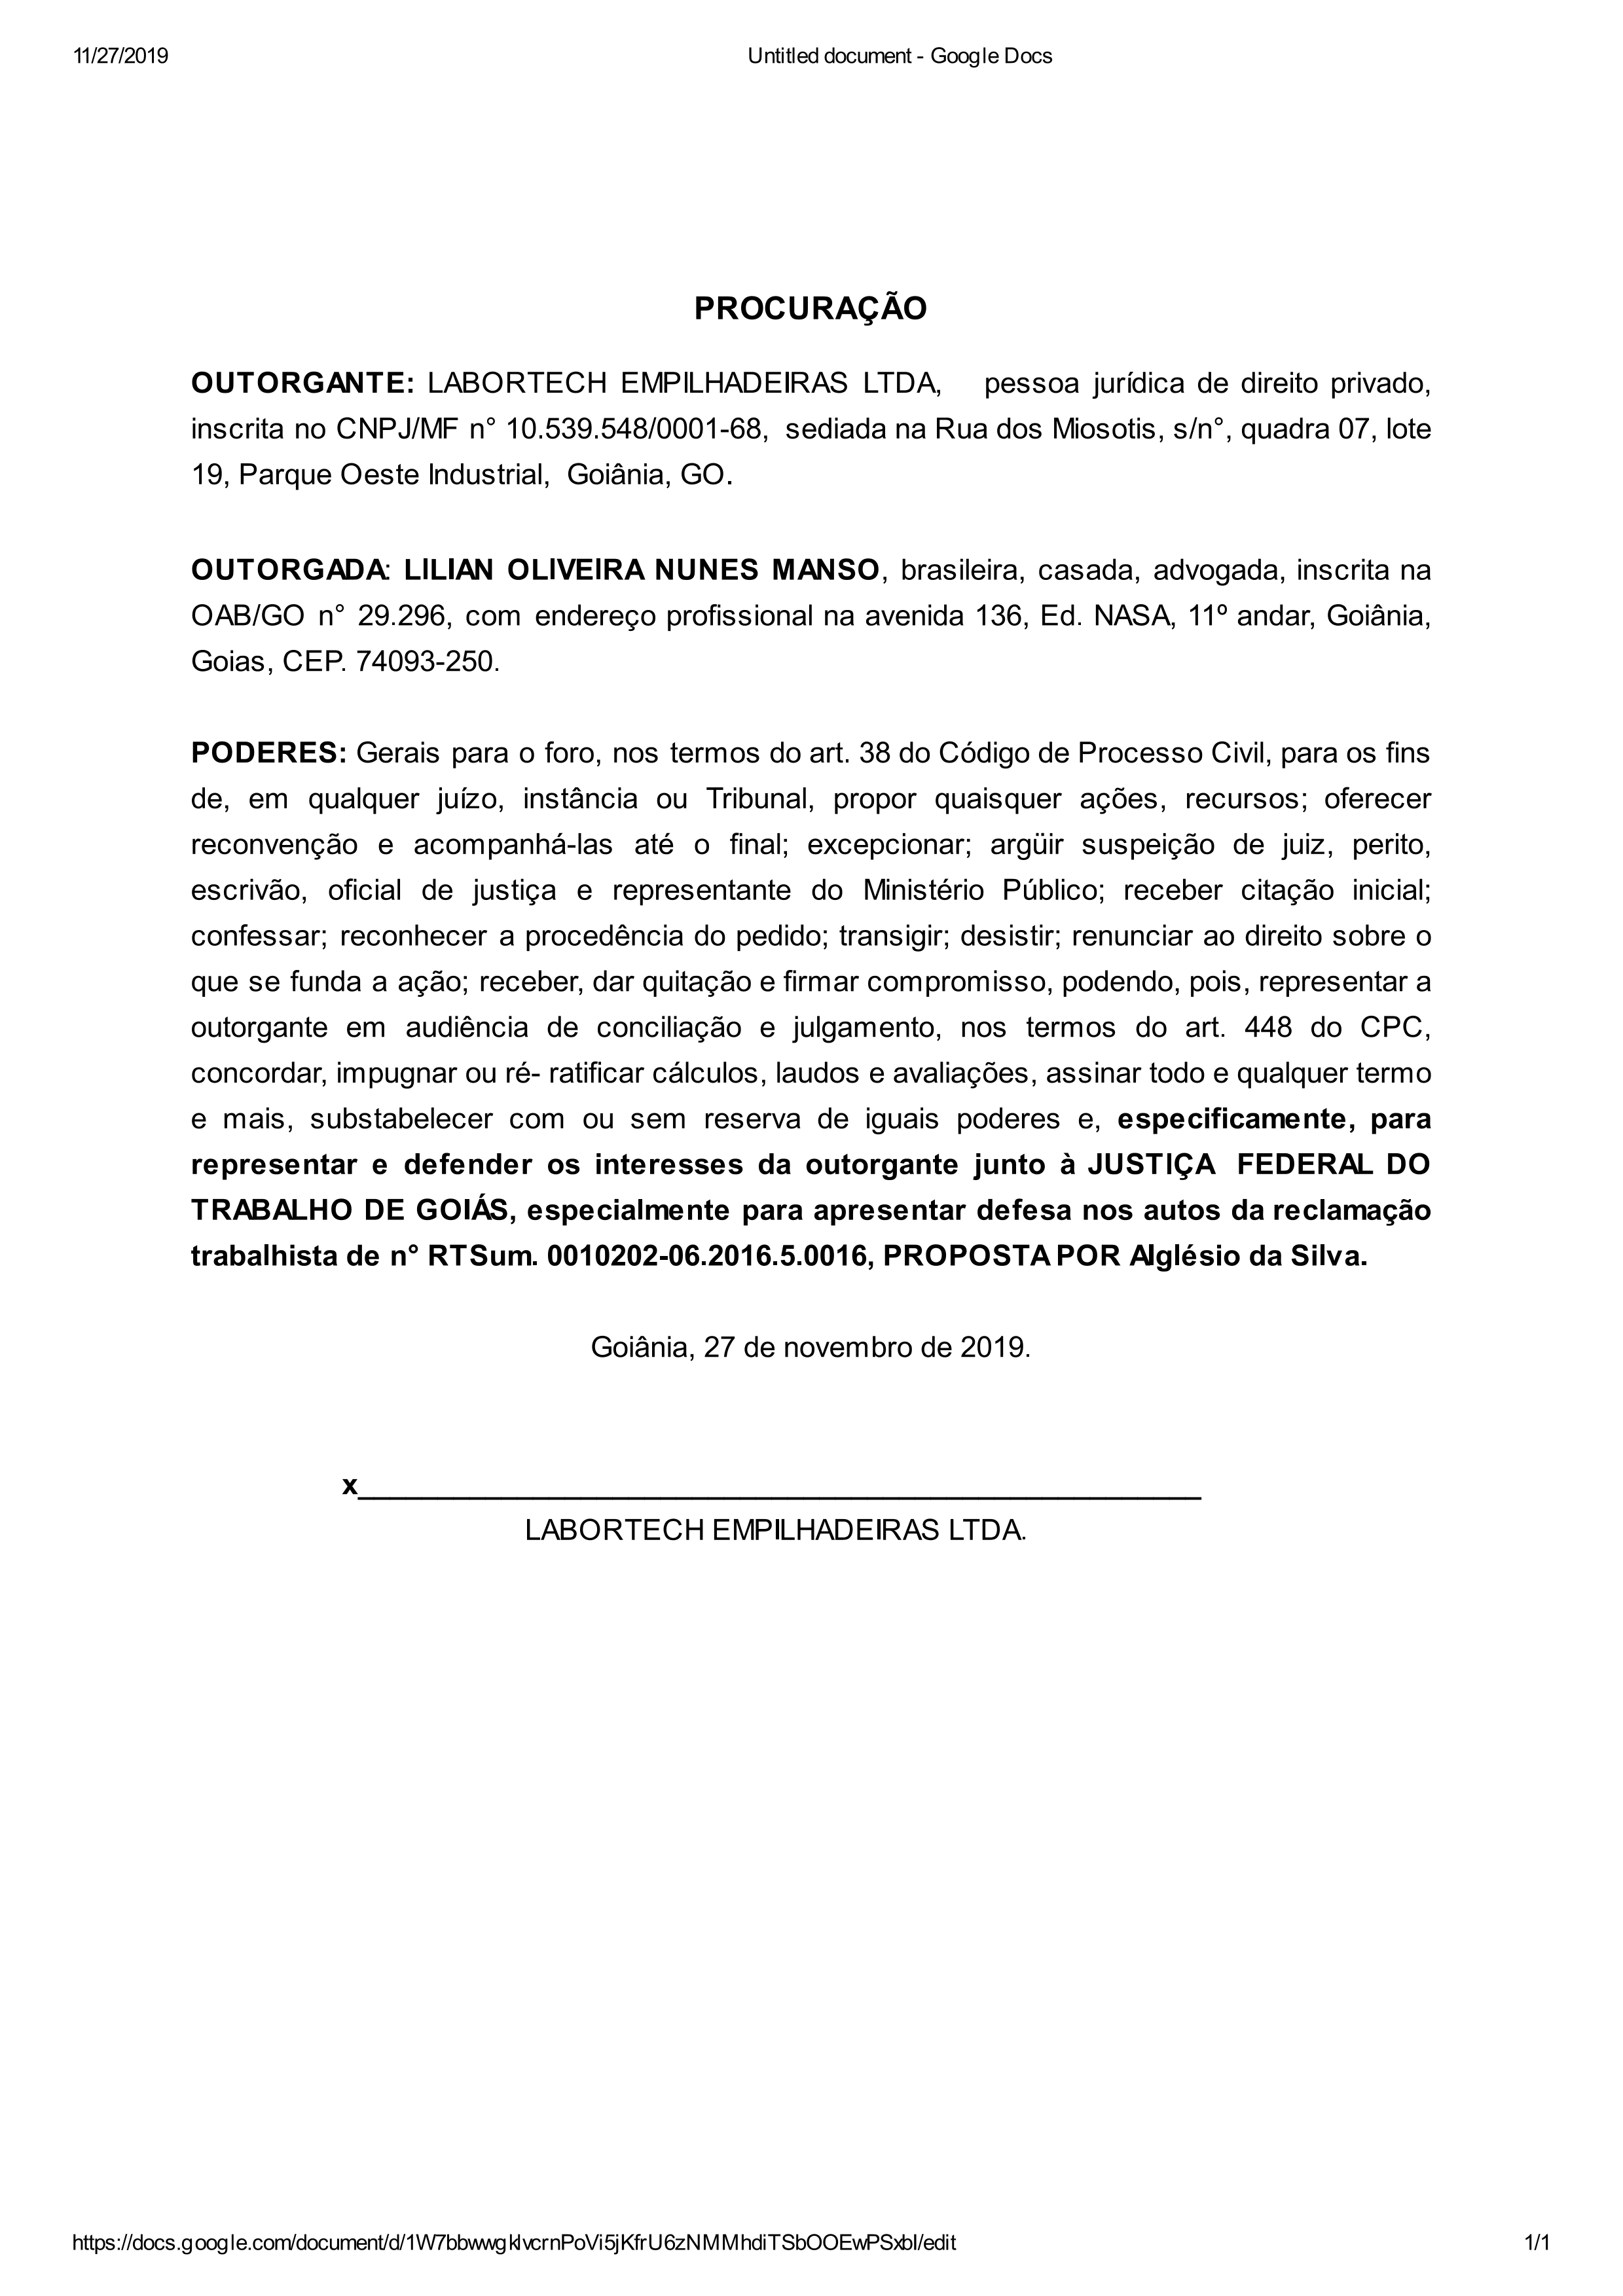 11/27/2019 Untitled document - Google Docs
PROCURAÇÃO
OUTORGANTE: LABORTECH EMPILHADEIRAS LTDA, pessoa jurídica de direito privado,
inscrita no CNPJ/MF n° 10.539.548/0001-68, sediada na Rua dos Miosotis, s/n°, quadra 07, lote
19, Parque Oeste Industrial, Goiânia, GO.
OUTORGADA: LILIAN OLIVEIRA NUNES MANSO, brasileira, casada, advogada, inscrita na
OAB/GO n° 29.296, com endereço profissional na avenida 136, Ed. NASA, 11º andar, Goiânia,
Goias, CEP. 74093-250.
PODERES: Gerais para o foro, nos termos do art. 38 do Código de Processo Civil, para os fins
de, em qualquer juízo, instância ou Tribunal, propor quaisquer ações, recursos; oferecer
reconvenção e acompanhá-las até o final; excepcionar; argüir suspeição de juiz, perito,
escrivão, oficial de justiça e representante do Ministério Público; receber citação inicial;
confessar; reconhecer a procedência do pedido; transigir; desistir; renunciar ao direito sobre o
que se funda a ação; receber, dar quitação e firmar compromisso, podendo, pois, representar a
outorgante em audiência de conciliação e julgamento, nos termos do art. 448 do CPC,
concordar, impugnar ou ré- ratificar cálculos, laudos e avaliações, assinar todo e qualquer termo
e mais, substabelecer com ou sem reserva de iguais poderes e, especificamente, para
representar e defender os interesses da outorgante junto à JUSTIÇA FEDERAL DO
TRABALHO DE GOIÁS, especialmente para apresentar defesa nos autos da reclamação
trabalhista de n° RTSum. 0010202-06.2016.5.0016, PROPOSTA POR Alglésio da Silva.
Goiânia, 27 de novembro de 2019.
x_____________________________________________________
LABORTECH EMPILHADEIRAS LTDA.
https://docs.google.com/document/d/1W7bbwwgklvcrnPoVi5jKfrU6zNMMhdiTSbOOEwPSxbI/edit 1/1